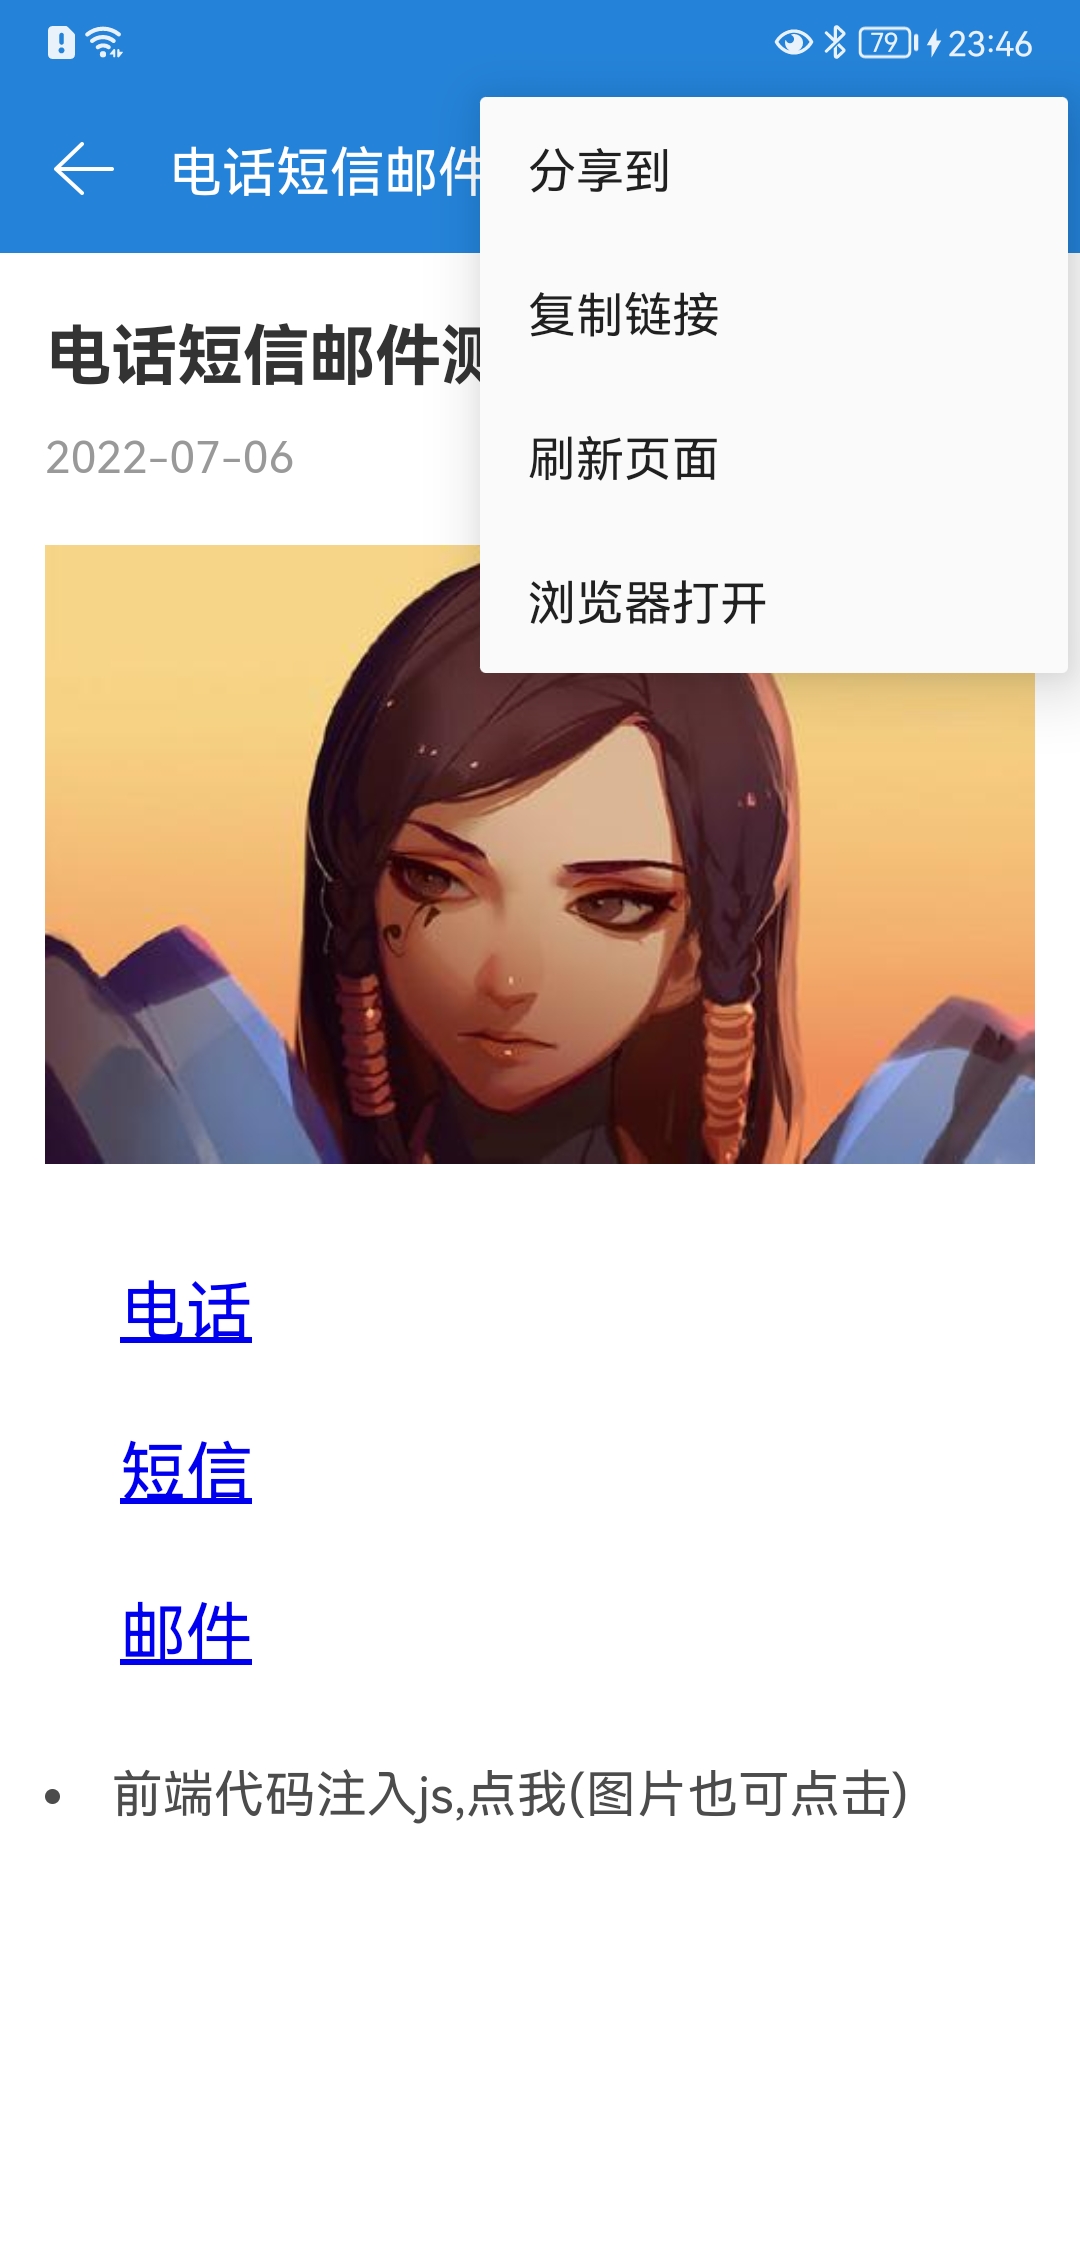 79 23:46
电话短信邮件
分享到
复制链接
刷新页面
浏览器打开
电话短信邮件测
2022-07-06
电话
短信
邮件
• 前端代码注入js,点我(图片也可点击)